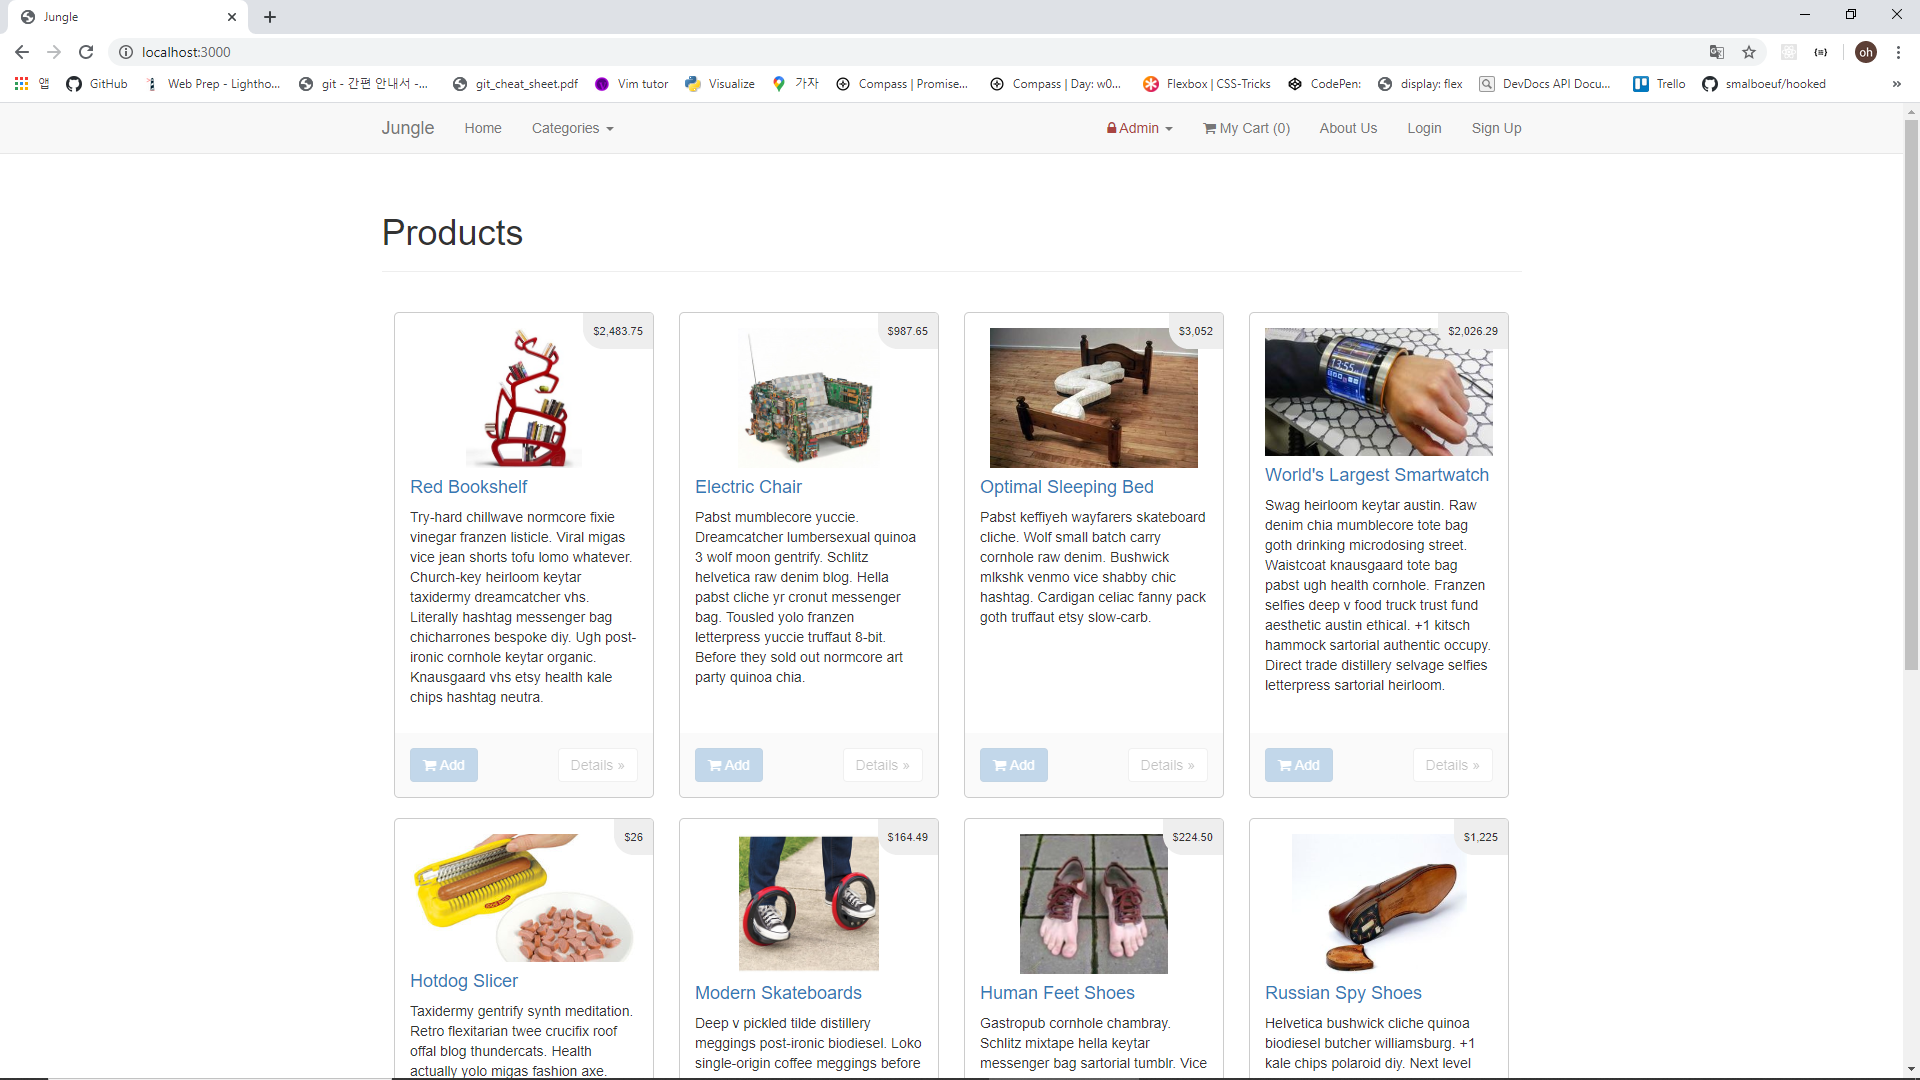 Jungle
localhost:3000
oh
앱
GitHub
Web Prep - Lightho...
git - 간편 안내서 -...
git_cheat_sheet.pdf
Vim tutor
Visualize
가자
Compass | Promise...
Compass | Day: w0...
Flexbox | CSS-Tricks
CodePen:
display: flex
DevDocs API Docu...
Trello
smalboeuf/hooked
»
Jungle
Home
Categories
Admin
My Cart (0)
About Us
Login
Sign Up
Products
$2,483.75
Red Bookshelf
Try-hard chillwave normcore fixie
vinegar franzen listicle. Viral migas
vice jean shorts tofu lomo whatever.
Church-key heirloom keytar
taxidermy dreamcatcher vhs.
Literally hashtag messenger bag
chicharrones bespoke diy. Ugh post-
ironic cornhole keytar organic.
Knausgaard vhs etsy health kale
chips hashtag neutra.
Add
Details »
$987.65
Electric Chair
Pabst mumblecore yuccie.
Dreamcatcher lumbersexual quinoa
3 wolf moon gentrify. Schlitz
helvetica raw denim blog. Hella
pabst cliche yr cronut messenger
bag. Tousled yolo franzen
letterpress yuccie truffaut 8-bit.
Before they sold out normcore art
party quinoa chia.
Add
Details »
$3,052
Optimal Sleeping Bed
Pabst keffiyeh wayfarers skateboard
cliche. Wolf small batch carry
cornhole raw denim. Bushwick
mlkshk venmo vice shabby chic
hashtag. Cardigan celiac fanny pack
goth truffaut etsy slow-carb.
Add
Details »
$2,026.29
13:55
World's Largest Smartwatch
Swag heirloom keytar austin. Raw
denim chia mumblecore tote bag
goth drinking microdosing street.
Waistcoat knausgaard tote bag
pabst ugh health cornhole. Franzen
selfies deep v food truck trust fund
aesthetic austin ethical. +1 kitsch
hammock sartorial authentic occupy.
Direct trade distillery selvage selfies
letterpress sartorial heirloom.
Add
Details »
$26
Hotdog Slicer
Taxidermy gentrify synth meditation.
Retro flexitarian twee crucifix roof
offal blog thundercats. Health
actually yolo migas fashion axe.
$164.49
Modern Skateboards
Deep v pickled tilde distillery
meggings post-ironic biodiesel. Loko
single-origin coffee meggings before
$224.50
Human Feet Shoes
Gastropub cornhole chambray.
Schlitz mixtape hella keytar
messenger bag sartorial tumblr. Vice
$1,225
Russian Spy Shoes
Helvetica bushwick cliche quinoa
biodiesel butcher williamsburg. +1
kale chips polaroid diy. Next level